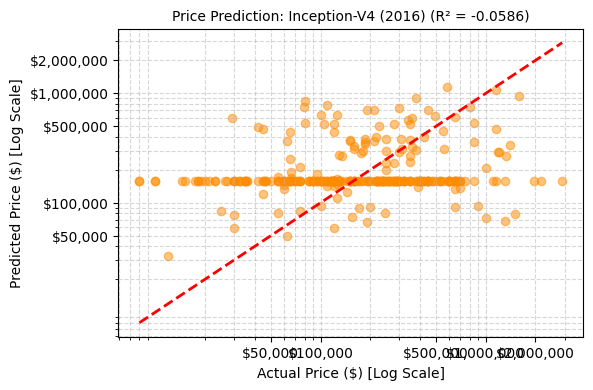 Price Prediction: Inception-V4 (2016) (R² = -0.0586)
Predicted Price ($) [Log Scale]
$2,000,000
$1,000,000
$500,000
$100,000
$50,000
$50,000 $100,000 $500,000 $1,000,000 $2,000,000
Actual Price ($) [Log Scale]